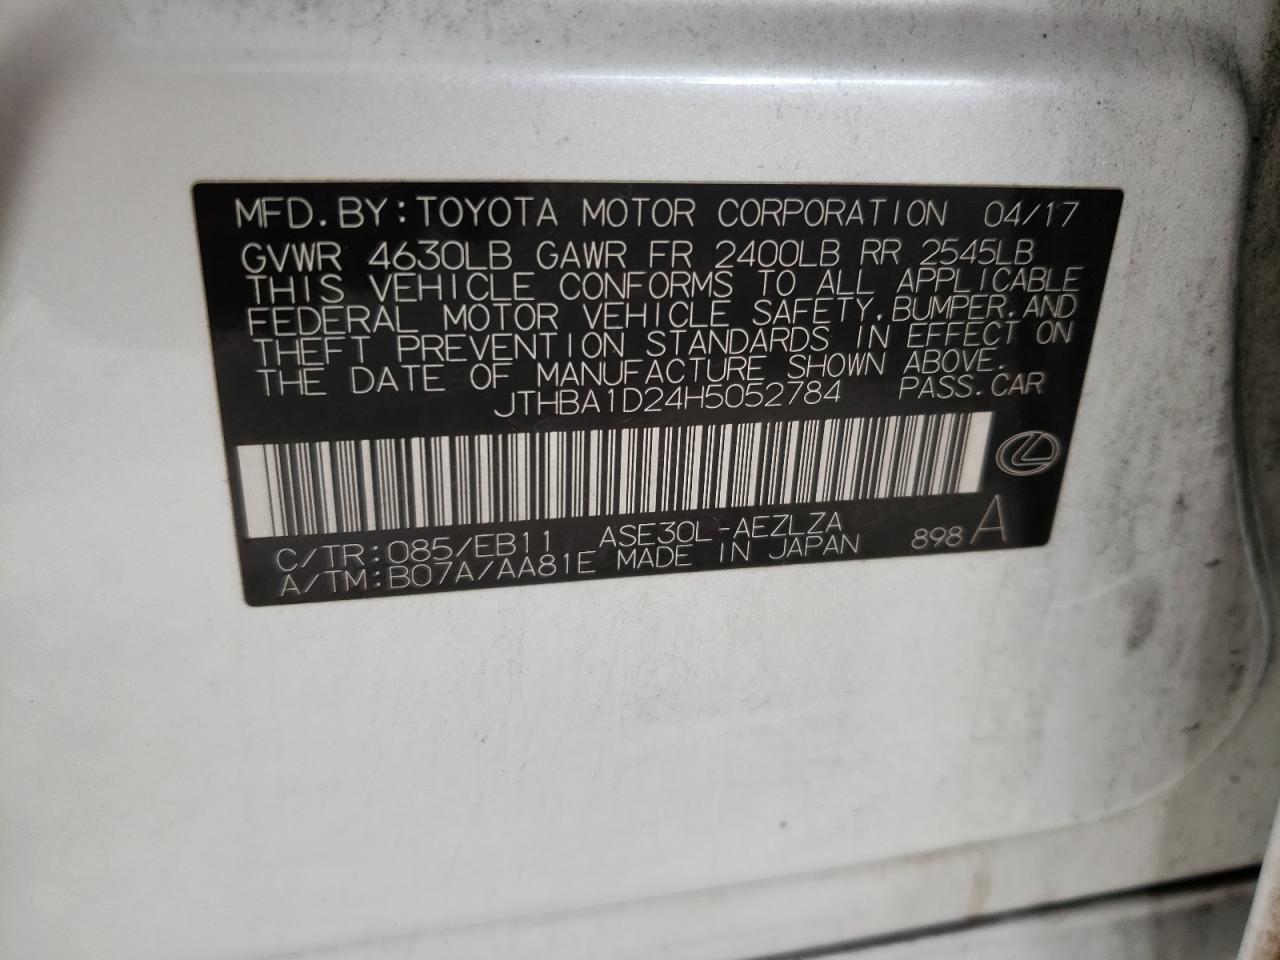 MFD.BY:TOYOTA MOTOR CORPORATION 04/17
GVWR 4630LB GAWR FR 2400LB RR 2545LB
THIS VEHICLE CONFORMS TO ALL APPLICABLE
FEDERAL MOTOR VEHICLE SAFETY,BUMPER,AND
THEFT PREVENTION STANDARDS IN EFFECT ON
THE DATE OF MANUFACTURE SHOWN ABOVE.
JTHBA1D24H5052784 PASS.CAR
C/TR:085/EB11 ASE30L-AEZLZA
A/TM:B07A/AA81E MADE IN JAPAN 898 A